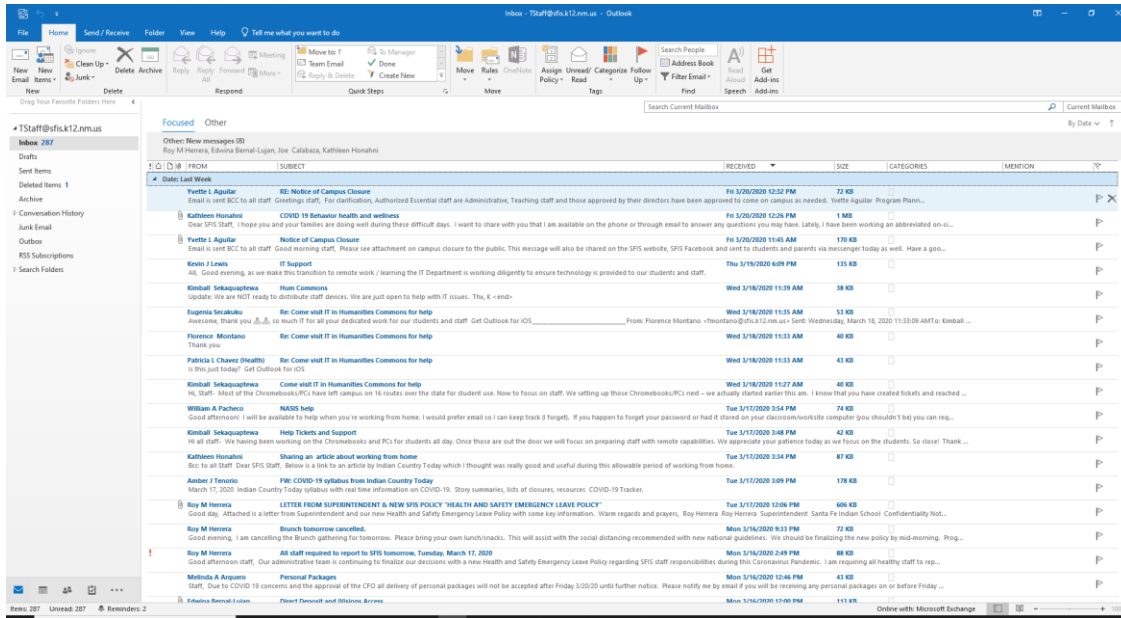 Inbox - TStaff@sfis.k12.nm.us - Outlook
File Home Send / Receive Folder View Help Tell me what you want to do
New Email
New Items
Ignore
Clean Up
Junk
Delete Archive
Reply Reply All Forward
Meeting
More
Move to: ?
Team Email
Reply & Delete
To Manager
Done
Create New
Move Rules OneNote
Assign Policy Unread/ Read Categorize Follow Up
Search People
Address Book
Filter Email
Read Aloud
Get Add-ins
New Delete Respond Quick Steps Move Tags Find Speech Add-ins
Drag Your Favorite Folders Here
Search Current Mailbox Current Mailbox
TStaff@sfis.k12.nm.us
Inbox 287
Drafts
Sent Items
Deleted Items 1
Archive
Conversation History
Junk Email
Outbox
RSS Subscriptions
Search Folders
Focused Other By Date
Other: New messages (8)
Roy M Herrera, Edwina Bernal-Lujan, Joe Calabaza, Kathleen Honahni
FROM SUBJECT RECEIVED SIZE CATEGORIES MENTION
Date: Last Week
Yvette L Aguilar RE: Notice of Campus Closure Fri 3/20/2020 12:32 PM 72 KB
Email is sent BCC to all staff Greetings staff, For clarification, Authorized Essential staff are Administrative, Teaching staff and those approved by their directors have been approved to come on campus as needed. Yvette Aguilar Program Plann...
Kathleen Honahni COVID 19 Behavior health and wellness Fri 3/20/2020 12:26 PM 1 MB
Dear SFIS Staff, I hope you and your families are doing well during these difficult days. I want to share with you that I am available on the phone or through email to answer any questions you may have. Lately, I have been working an abbreviated on-si...
Yvette L Aguilar Notice of Campus Closure Fri 3/20/2020 11:45 AM 170 KB
Email is sent BCC to all staff Good morning staff, Please see attachment on campus closure to the public. This message will also be shared on the SFIS website, SFIS Facebook and sent to students and parents via messenger today as well. Have a goo...
Kevin J Lewis IT Support Thu 3/19/2020 6:09 PM 135 KB
All, Good evening, as we make this transition to remote work / learning the IT Department is working diligently to ensure technology is provided to our students and staff.
Kimball Sekaquaptewa Hum Commons Wed 3/18/2020 11:39 AM 38 KB
Update: We are NOT ready to distribute staff devices. We are just open to help with IT issues. Thx, K <end>
Eugenia Secakuku Re: Come visit IT in Humanities Commons for help Wed 3/18/2020 11:35 AM 53 KB
Awesome, thank you so much IT for all your dedicated work for our students and staff Get Outlook for iOS From: Florence Montano <fmontano@sfis.k12.nm.us> Sent: Wednesday, March 18, 2020 11:33:09 AMTo: Kimball ...
Florence Montano Re: Come visit IT in Humanities Commons for help Wed 3/18/2020 11:33 AM 40 KB
Thank you
Patricia L Chavez (Health) Re: Come visit IT in Humanities Commons for help Wed 3/18/2020 11:33 AM 43 KB
Is this just today? Get Outlook for iOS
Kimball Sekaquaptewa Come visit IT in Humanities Commons for help Wed 3/18/2020 11:27 AM 40 KB
Hi, Staff- Most of the Chromebooks/PCs have left campus on 16 routes over the state for student use. Now to focus on staff. We setting up those Chromebooks/PCs next – we actually started earlier this am. I know that you have created tickets and reached ...
William A Pacheco NASIS help Tue 3/17/2020 3:54 PM 74 KB
Good afternoon! I will be available to help when you're working from home. I would prefer email so I can keep track (I forget). If you happen to forget your password or had it stored on your classroom/worksite computer (you shouldn't be) you can req...
Kimball Sekaquaptewa Help Tickets and Support Tue 3/17/2020 3:48 PM 42 KB
Hi all staff- We having been working on the Chromebooks and PCs for students all day. Once those are out the door we will focus on preparing staff with remote capabilities. We appreciate your patience today as we focus on the students. So close! Thank ...
Kathleen Honahni Sharing an article about working from home Tue 3/17/2020 3:34 PM 87 KB
Bcc: to all Staff Dear SFIS Staff, Below is a link to an article by Indian Country Today which I thought was really good and useful during this allowable period of working from home.
Amber J Tenorio FW: COVID-19 syllabus from Indian Country Today Tue 3/17/2020 3:09 PM 178 KB
March 17, 2020 Indian Country Today syllabus with real time information on COVID-19. Story summaries, lists of closures, resources COVID-19 Tracker.
Roy M Herrera LETTER FROM SUPERINTENDENT & NEW SFIS POLICY "HEALTH AND SAFETY EMERGENCY LEAVE POLICY" Tue 3/17/2020 12:06 PM 606 KB
Good day, Attached is a letter from Superintendent and our new Health and Safety Emergency Leave Policy with some key information. Warm regards and prayers, Roy Herrera Roy Herrera Superintendent Santa Fe Indian School Confidentiality Not...
Roy M Herrera Brunch tomorrow cancelled. Mon 3/16/2020 9:33 PM 72 KB
Good evening, I am cancelling the Brunch gathering for tomorrow. Please bring your own lunch/snacks. This will assist with the social distancing recommended with new national guidelines. We should be finalizing the new policy by mid-morning. Prog...
! Roy M Herrera All staff required to report to SFIS tomorrow, Tuesday, March 17, 2020 Mon 3/16/2020 2:49 PM 88 KB
Good afternoon staff, Our administrative team is continuing to finalize our decisions with a new Health and Safety Emergency Leave Policy regarding SFIS staff responsibilities during this Coronavirus Pandemic. I am requiring all healthy staff to rep...
Melinda A Arquero Personal Packages Mon 3/16/2020 12:46 PM 43 KB
Staff, Due to COVID 19 concerns and the approval of the CFO all delivery of personal packages will not be accepted after Friday 3/20/20 until further notice. Please notify me by email if you will be receiving any personal packages on or before Friday ...
Edwina Bernal-Lujan Direct Deposit and Access Mon 3/16/2020 12:00 PM 113 KB
Items: 287 Unread: 287 Reminders: 2 Online with: Microsoft Exchange